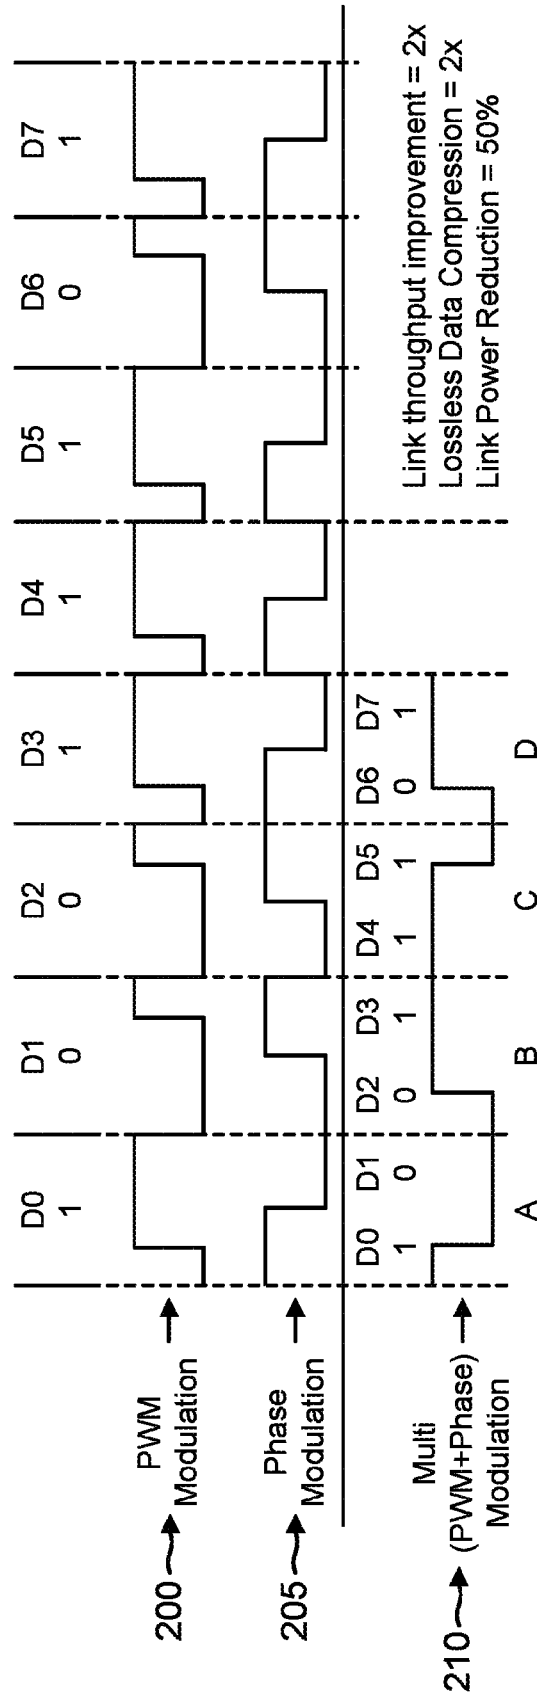 D0 D1 D2 D3 D4 D5 D6 D7
1 0 0 1 1 1 0 1
200 PWM
Modulation
205 Phase
Modulation
D0 D1 D2 D3 D4 D5 D6 D7
1 0 0 1 1 1 0 1
210 Multi
(PWM+Phase)
Modulation
A B C D
Link throughput improvement = 2x
Lossless Data Compression = 2x
Link Power Reduction = 50%